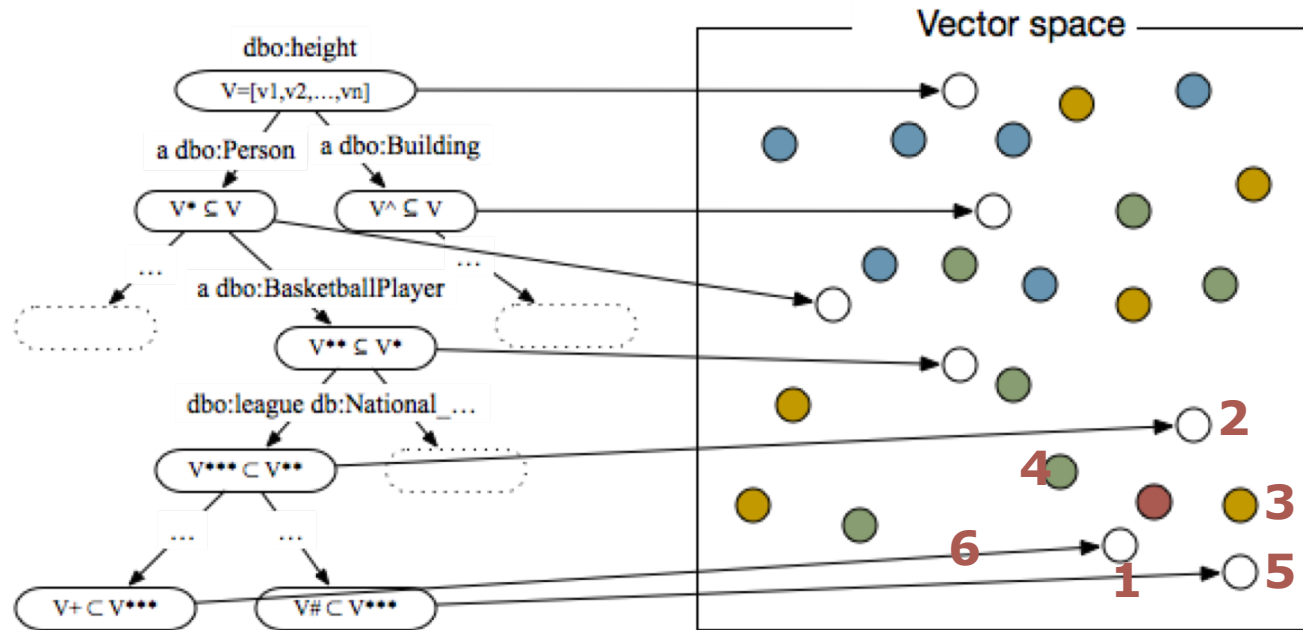 Vector space
dbo:height
V=[v1,v2,…,vn]
a dbo:Person
a dbo:Building
V* ⊆ V
V^ ⊆ V
…
…
a dbo:BasketballPlayer
V** ⊆ V*
dbo:league db:National_…
2
V*** ⊂ V**
4
3
…
…
6
1
5
V+ ⊂ V***
V# ⊂ V***